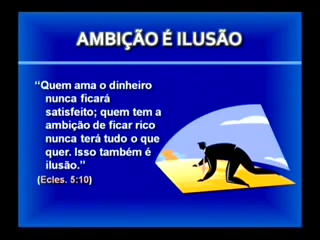 AMBIÇÃO É ILUSÃO
“Quem ama o dinheiro
nunca ficará
satisfeito; quem tem a
ambição de ficar rico
nunca terá tudo o que
quer. Isso também é
ilusão.”
(Ecles. 5:10)